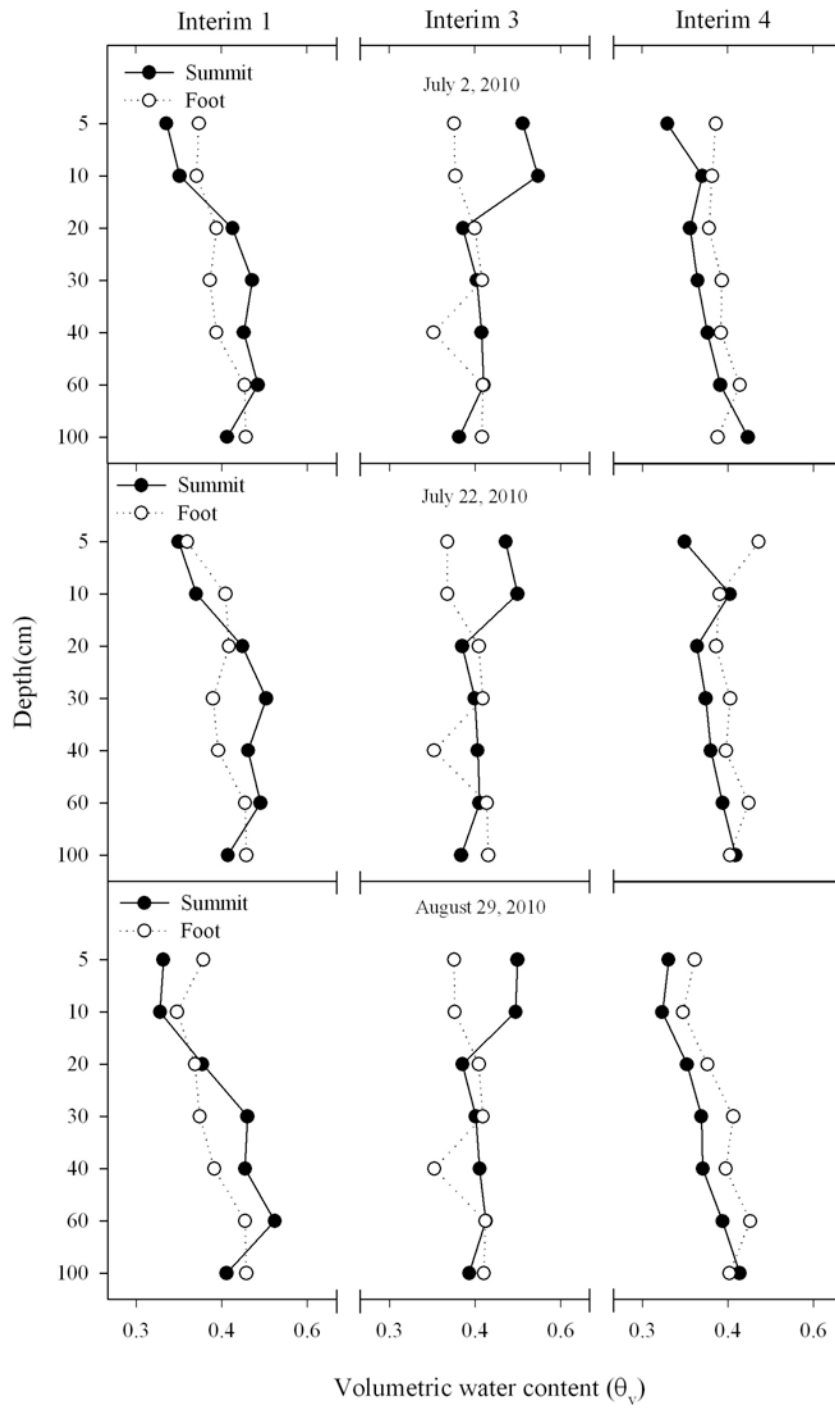 Interim 1 Interim 3 Interim 4
Summit
Foot
July 2, 2010
5
10
20
30
40
60
100
Summit
Foot
July 22, 2010
5
10
20
30
40
60
100
Depth(cm)
Summit
Foot
August 29, 2010
5
10
20
30
40
60
100
0.3 0.4 0.6 0.3 0.4 0.6 0.3 0.4 0.6
Volumetric water content (θv)